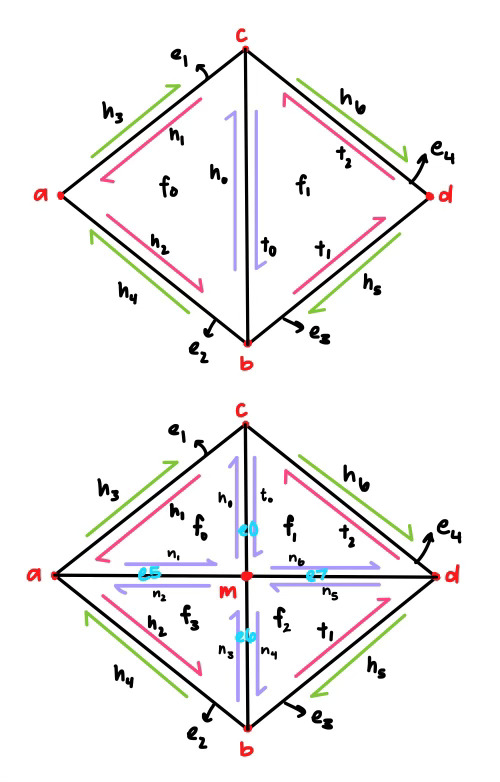 c
e₁
h₃
h₆
h₁
t₂
e₄
a
f₀
h₀
f₁
d
h₂
t₀
t₁
h₄
h₅
e₂
e₃
b
c
e₁
h₃
h₆
h₁
f₀
h₀
t₀
e0
f₁
t₂
e₄
n₁
n₆
a
e5
e7
d
n₂
m
n₅
f₃
f₂
h₂
n₃
e6
n₄
t₁
h₄
h₅
e₂
e₃
b